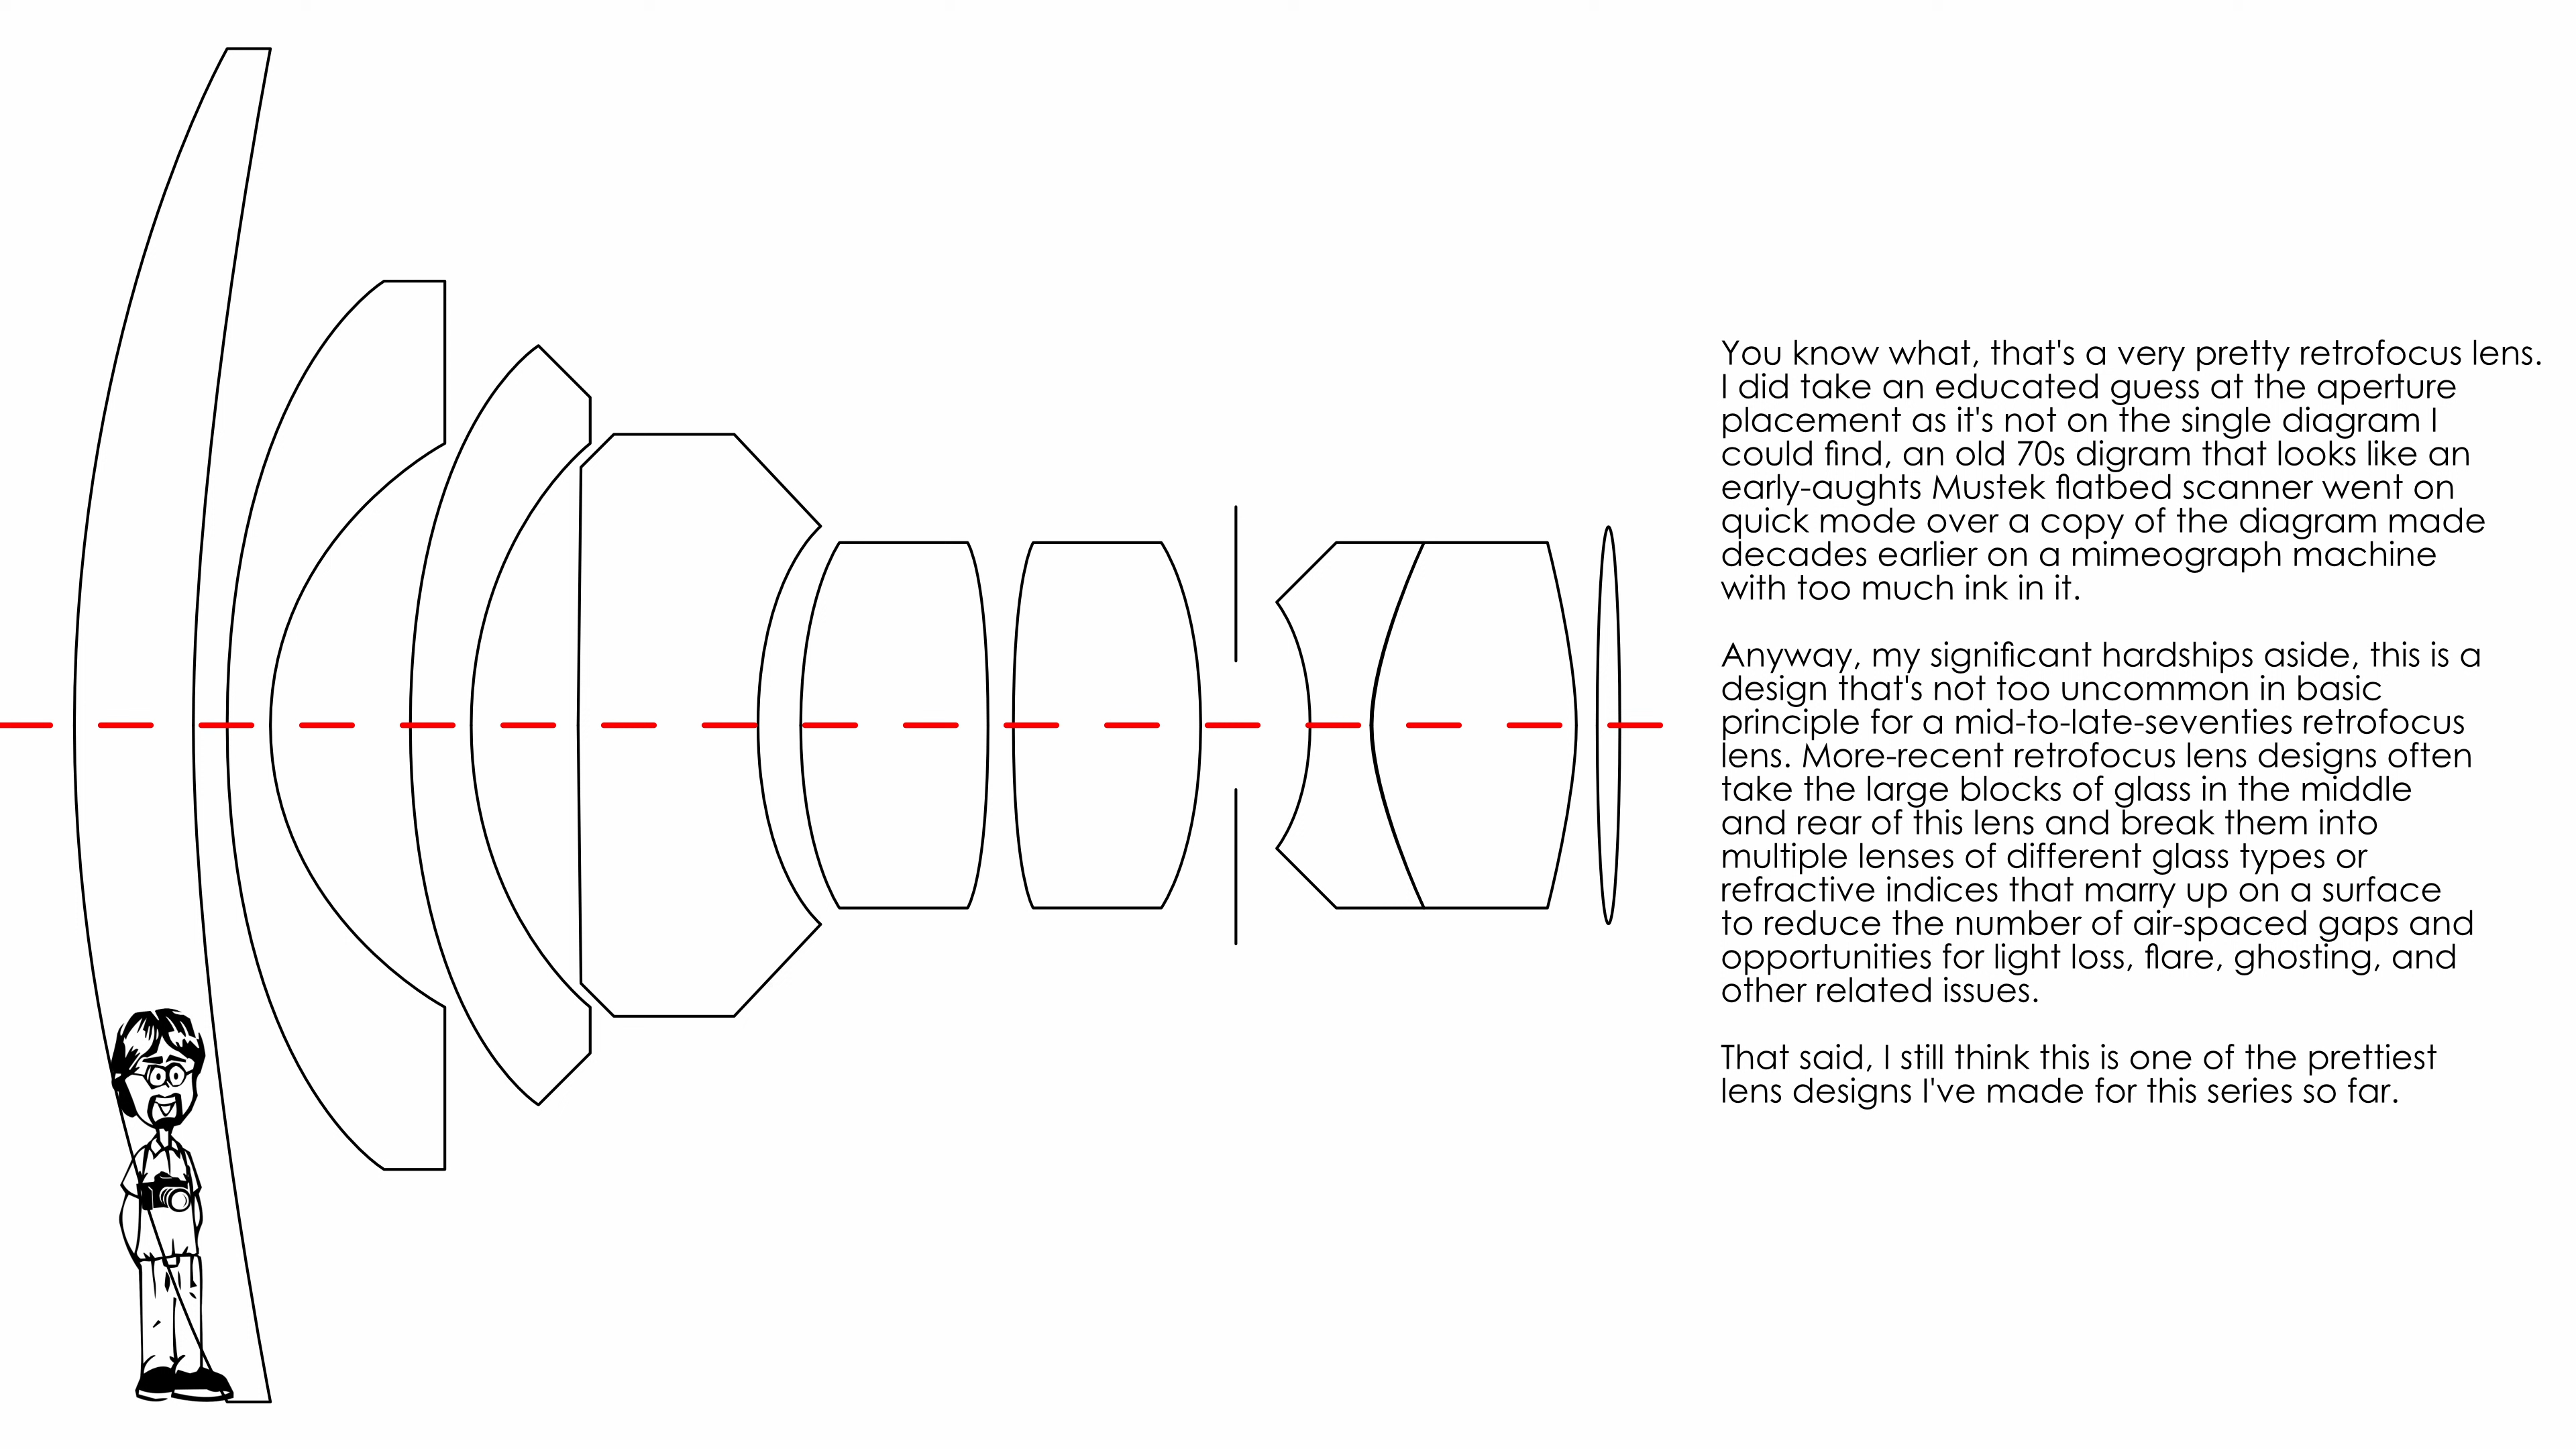 You know what, that's a very pretty retrofocus lens.
I did take an educated guess at the aperture
placement as it's not on the single diagram I
could find, an old 70s digram that looks like an
early-aughts Mustek flatbed scanner went on
quick mode over a copy of the diagram made
decades earlier on a mimeograph machine
with too much ink in it.
Anyway, my significant hardships aside, this is a
design that's not too uncommon in basic
principle for a mid-to-late-seventies retrofocus
lens. More-recent retrofocus lens designs often
take the large blocks of glass in the middle
and rear of this lens and break them into
multiple lenses of different glass types or
refractive indices that marry up on a surface
to reduce the number of air-spaced gaps and
opportunities for light loss, flare, ghosting, and
other related issues.
That said, I still think this is one of the prettiest
lens designs I've made for this series so far.